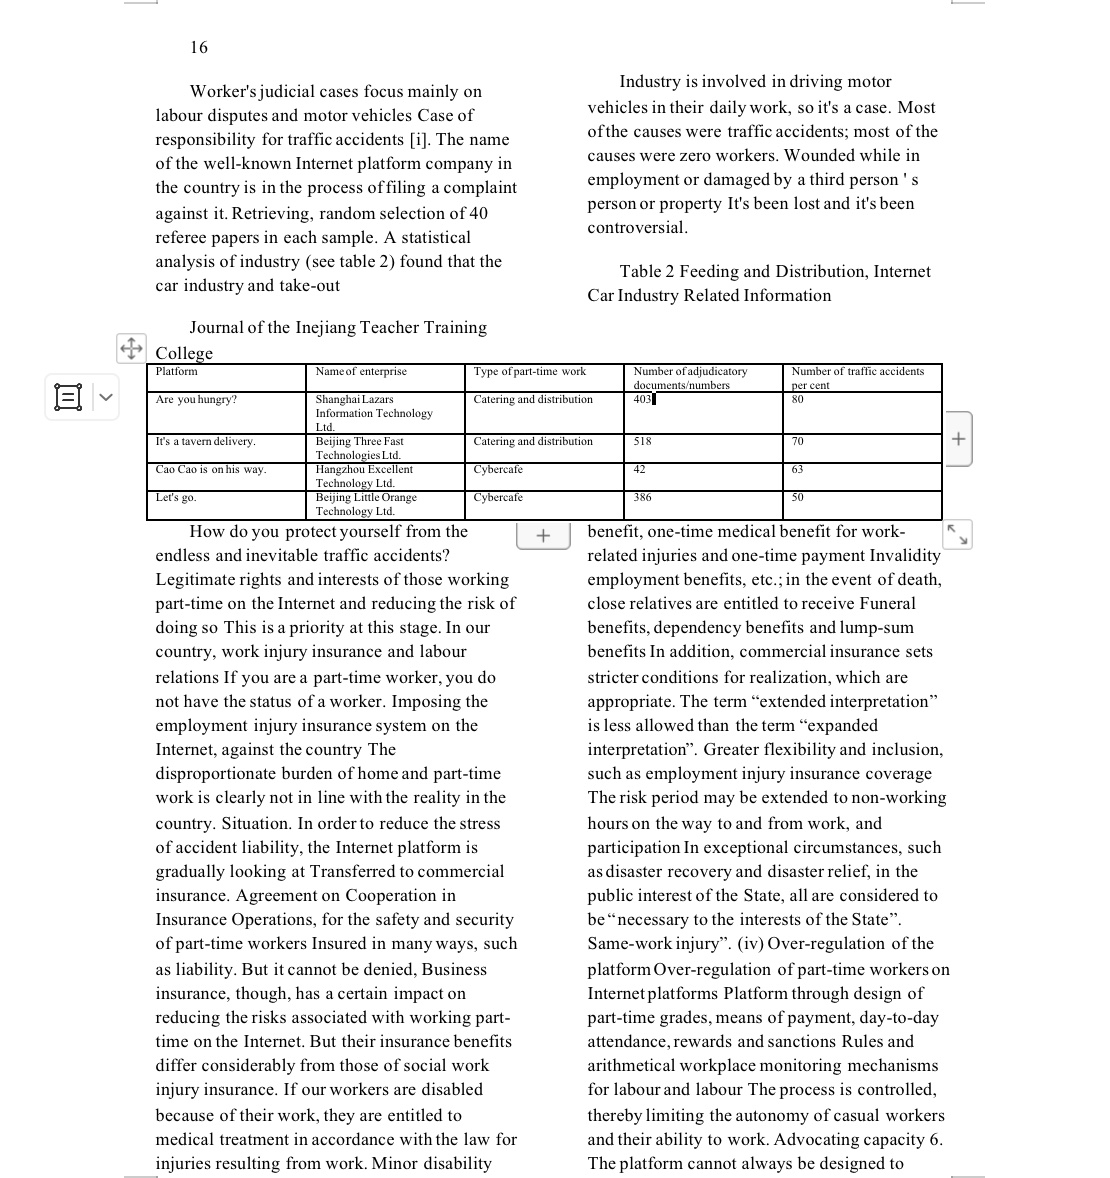 16
Worker's judicial cases focus mainly on
labour disputes and motor vehicles Case of
responsibility for traffic accidents [i]. The name
of the well-known Internet platform company in
the country is in the process of filing a complaint
against it. Retrieving, random selection of 40
referee papers in each sample. A statistical
analysis of industry (see table 2) found that the
car industry and take-out
Journal of the Inejiang Teacher Training
College
Industry is involved in driving motor
vehicles in their daily work, so it's a case. Most
of the causes were traffic accidents; most of the
causes were zero workers. Wounded while in
employment or damaged by a third person ' s
person or property It's been lost and it's been
controversial.
Table 2 Feeding and Distribution, Internet
Car Industry Related Information
Platform
Name of enterprise
Type of part-time work
Number of adjudicatory
documents/numbers
Number of traffic accidents
per cent
Are you hungry?
Shanghai Lazars
Information Technology
Ltd.
Catering and distribution
403
80
It's a tavern delivery.
Beijing Three Fast
Technologies Ltd.
Catering and distribution
518
70
Cao Cao is on his way.
Hangzhou Excellent
Technology Ltd.
Cybercafe
42
63
Let's go.
Beijing Little Orange
Technology Ltd.
Cybercafe
386
50
How do you protect yourself from the
endless and inevitable traffic accidents?
Legitimate rights and interests of those working
part-time on the Internet and reducing the risk of
doing so This is a priority at this stage. In our
country, work injury insurance and labour
relations If you are a part-time worker, you do
not have the status of a worker. Imposing the
employment injury insurance system on the
Internet, against the country The
disproportionate burden of home and part-time
work is clearly not in line with the reality in the
country. Situation. In order to reduce the stress
of accident liability, the Internet platform is
gradually looking at Transferred to commercial
insurance. Agreement on Cooperation in
Insurance Operations, for the safety and security
of part-time workers Insured in many ways, such
as liability. But it cannot be denied, Business
insurance, though, has a certain impact on
reducing the risks associated with working part-
time on the Internet. But their insurance benefits
differ considerably from those of social work
injury insurance. If our workers are disabled
because of their work, they are entitled to
medical treatment in accordance with the law for
injuries resulting from work. Minor disability
benefit, one-time medical benefit for work-
related injuries and one-time payment Invalidity
employment benefits, etc.; in the event of death,
close relatives are entitled to receive Funeral
benefits, dependency benefits and lump-sum
benefits In addition, commercial insurance sets
stricter conditions for realization, which are
appropriate. The term “extended interpretation”
is less allowed than the term “expanded
interpretation”. Greater flexibility and inclusion,
such as employment injury insurance coverage
The risk period may be extended to non-working
hours on the way to and from work, and
participation In exceptional circumstances, such
as disaster recovery and disaster relief, in the
public interest of the State, all are considered to
be “necessary to the interests of the State”.
Same-work injury”. (iv) Over-regulation of the
platform Over-regulation of part-time workers on
Internet platforms Platform through design of
part-time grades, means of payment, day-to-day
attendance, rewards and sanctions Rules and
arithmetical workplace monitoring mechanisms
for labour and labour The process is controlled,
thereby limiting the autonomy of casual workers
and their ability to work. Advocating capacity 6.
The platform cannot always be designed to